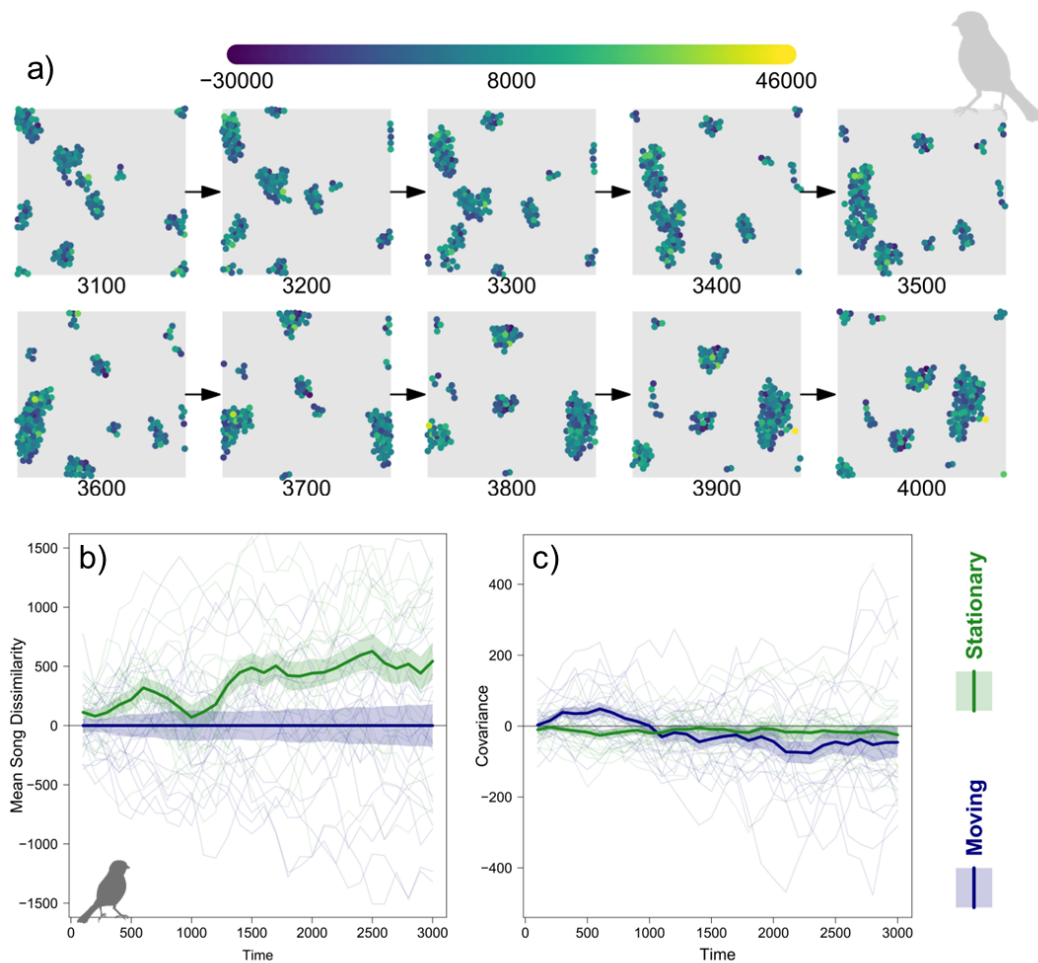 a)
−30000 8000 46000
3100 3200 3300 3400 3500
3600 3700 3800 3900 4000
b)
Mean Song Dissimilarity
1500
1000
500
0
−500
−1000
−1500
0 500 1000 1500 2000 2500 3000
Time
c)
Covariance
400
200
0
−200
−400
0 500 1000 1500 2000 2500 3000
Time
Stationary
Moving